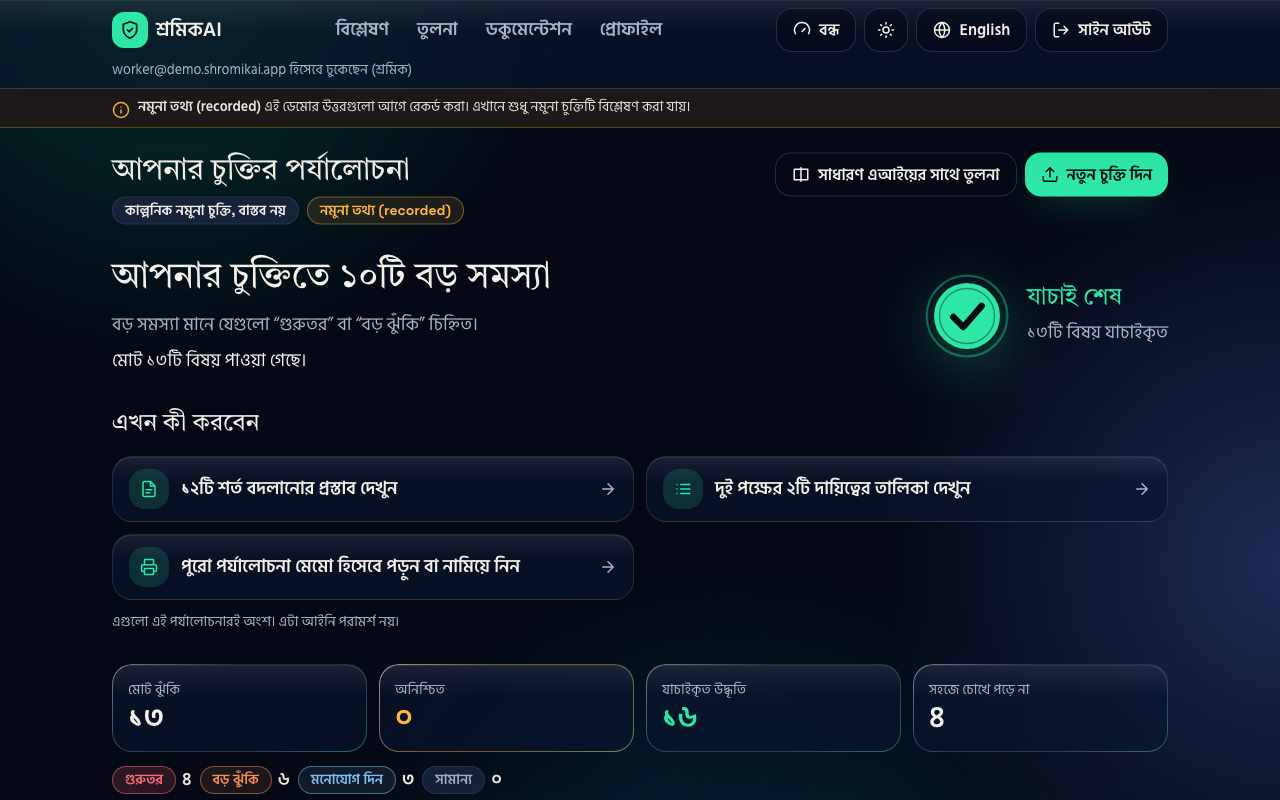 শ্রমিকAI
বিশ্লেষণ তুলনা ডকুমেন্টেশন প্রোফাইল
বন্ধ English সাইন আউট
worker@demo.shromikai.app হিসেবে ঢুকেছেন (শ্রমিক)
নমুনা তথ্য (recorded) এই ডেমোর উত্তরগুলো আগে রেকর্ড করা। এখানে শুধু নমুনা চুক্তিটি বিশ্লেষণ করা যায়।
আপনার চুক্তির পর্যালোচনা
সাধারণ এআইয়ের সাথে তুলনা নতুন চুক্তি দিন
কাল্পনিক নমুনা চুক্তি, বাস্তব নয় নমুনা তথ্য (recorded)
আপনার চুক্তিতে ১০টি বড় সমস্যা
বড় সমস্যা মানে যেগুলো “গুরুতর” বা “বড় ঝুঁকি” চিহ্নিত।
মোট ১৩টি বিষয় পাওয়া গেছে।
যাচাই শেষ
১৩টি বিষয় যাচাইকৃত
এখন কী করবেন
১২টি শর্ত বদলানোর প্রস্তাব দেখুন
দুই পক্ষের ২টি দায়িত্বের তালিকা দেখুন
পুরো পর্যালোচনা মেমো হিসেবে পড়ুন বা নামিয়ে নিন
এগুলো এই পর্যালোচনারই অংশ। এটা আইনি পরামর্শ নয়।
মোট ঝুঁকি
১৩
অনিশ্চিত
০
যাচাইকৃত উদ্ধৃতি
১৬
সহজে চোখে পড়ে না
৪
গুরুতর ৪ বড় ঝুঁকি ৬ মনোযোগ দিন ৩ সামান্য ০